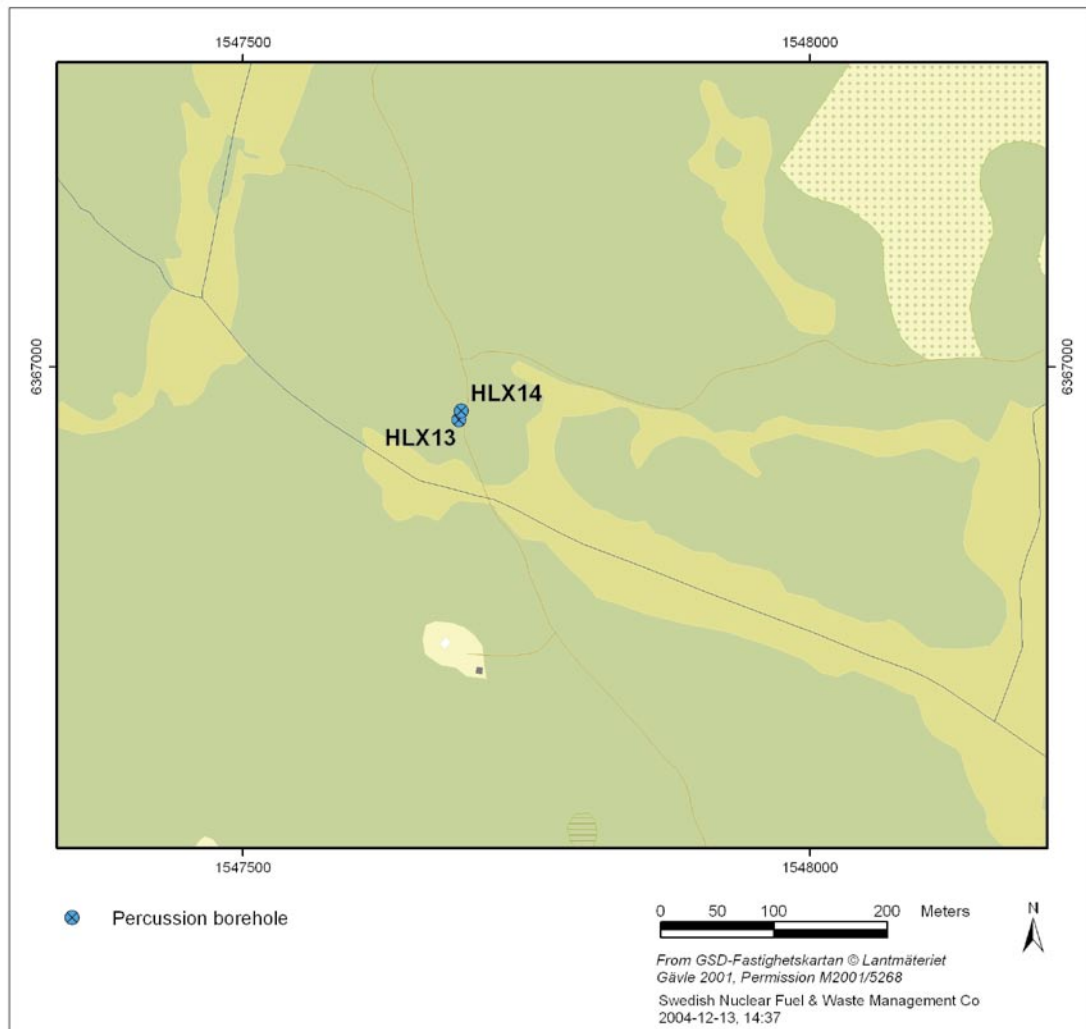 1547500 1548000
6367000 6367000
HLX14
HLX13
1547500 1548000
Percussion borehole
0 50 100 200 Meters
N
From GSD-Fastighetskartan © Lantmäteriet
Gävle 2001, Permission M2001/5268
Swedish Nuclear Fuel & Waste Management Co
2004-12-13, 14:37